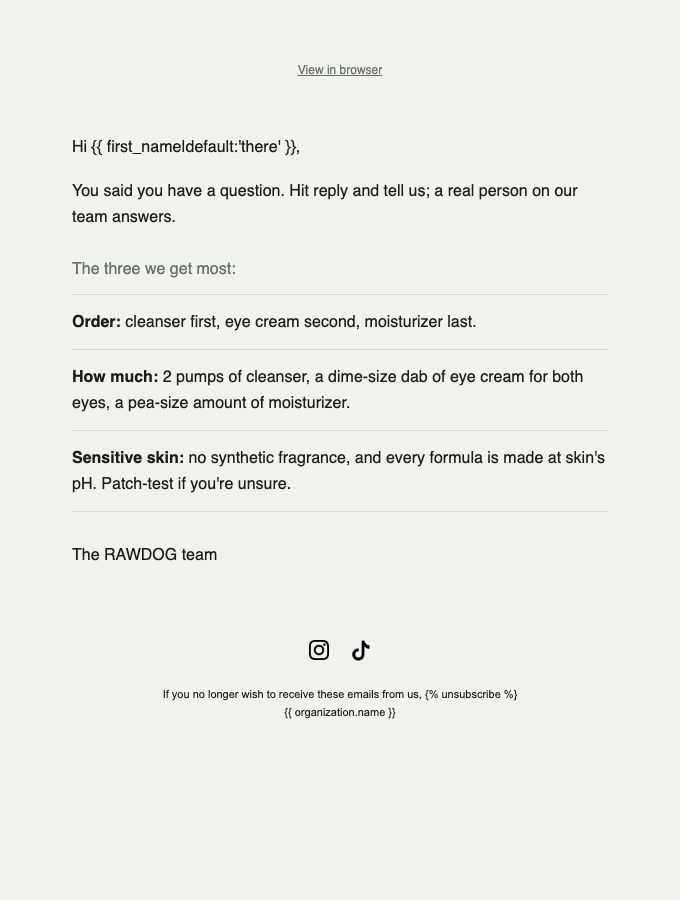 View in browser
Hi {{ first_name|default:'there' }},
You said you have a question. Hit reply and tell us; a real person on our
team answers.
The three we get most:
Order: cleanser first, eye cream second, moisturizer last.
How much: 2 pumps of cleanser, a dime-size dab of eye cream for both
eyes, a pea-size amount of moisturizer.
Sensitive skin: no synthetic fragrance, and every formula is made at skin's
pH. Patch-test if you're unsure.
The RAWDOG team
If you no longer wish to receive these emails from us, {% unsubscribe %}
{{ organization.name }}